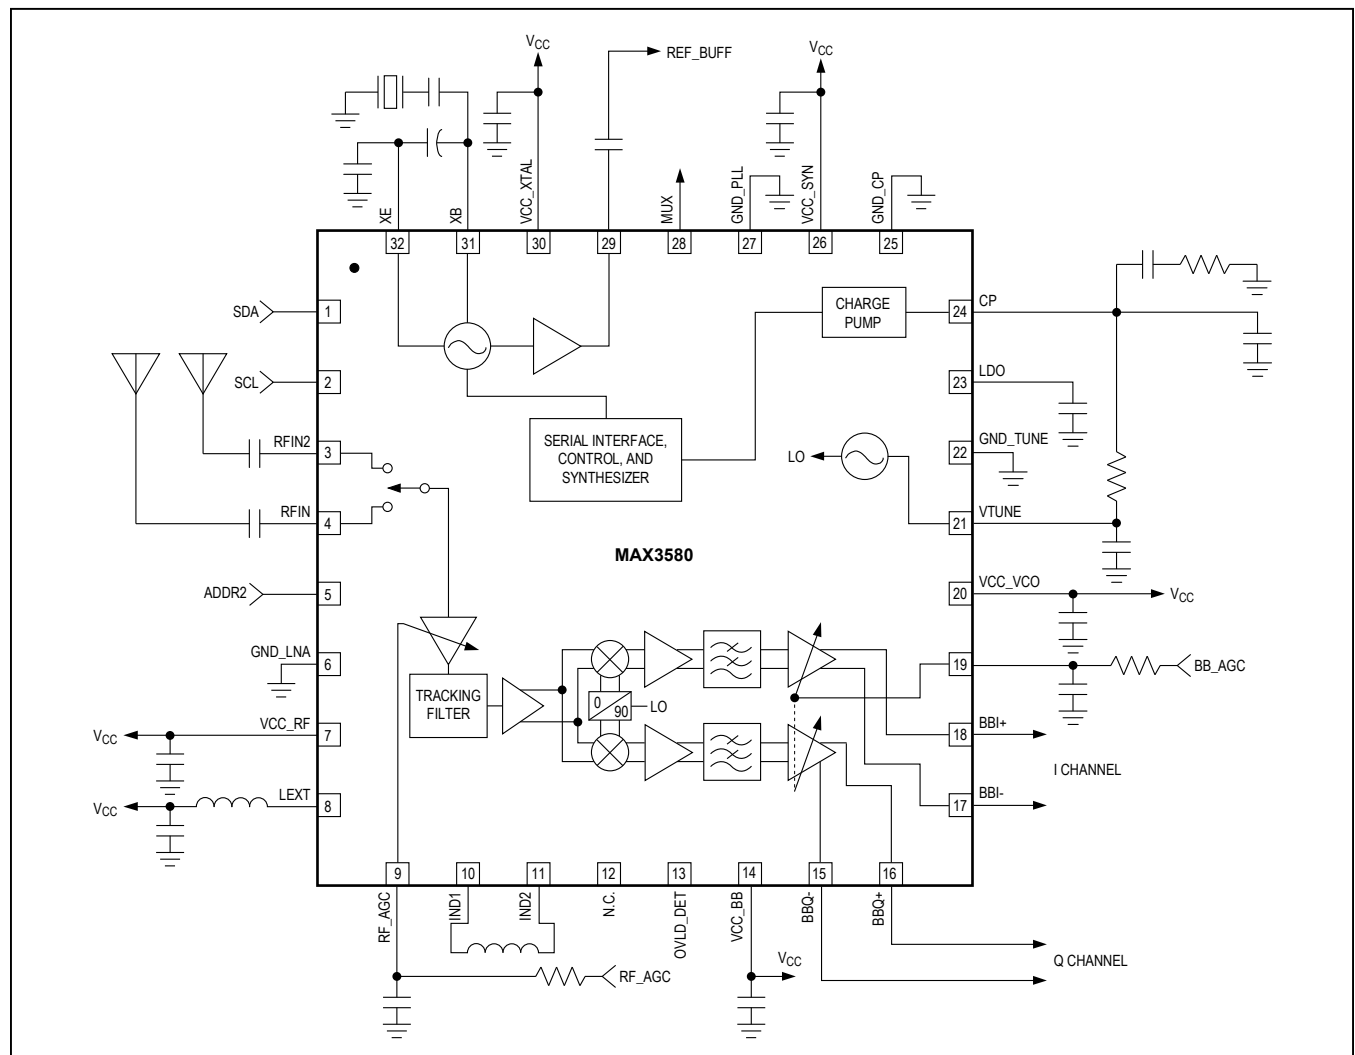 VCC
REF_BUFF
VCC
XE
XB
VCC_XTAL
MUX
GND_PLL
VCC_SYN
GND_CP
32
31
30
29
28
27
26
25
SDA
1
SCL
2
RFIN2
3
RFIN
4
ADDR2
5
GND_LNA
6
VCC
VCC_RF
7
VCC
LEXT
8
CHARGE
PUMP
24
CP
23
LDO
22
GND_TUNE
21
VTUNE
20
VCC_VCO
VCC
19
BB_AGC
18
BBI+
I CHANNEL
17
BBI-
SERIAL INTERFACE,
CONTROL, AND
SYNTHESIZER
LO
MAX3580
TRACKING
FILTER
0
90
LO
9
10
11
12
13
14
15
16
RF_AGC
IND1
IND2
N.C.
OVLD_DET
VCC_BB
BBQ-
BBQ+
RF_AGC
VCC
Q CHANNEL